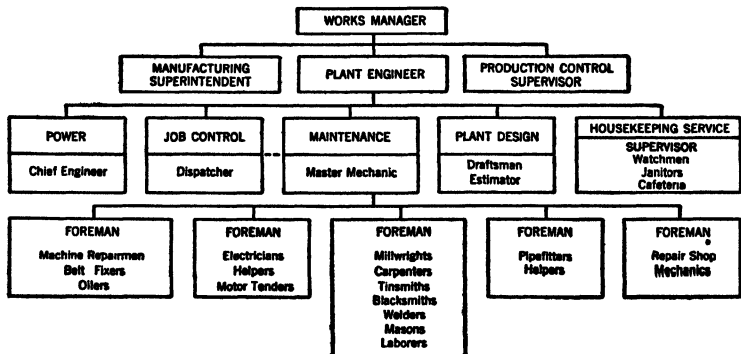 WORKS MANAGER
MANUFACTURING
SUPERINTENDENT
PLANT ENGINEER
PRODUCTION CONTROL
SUPERVISOR
POWER
Chief Engineer
JOB CONTROL
Dispatcher
MAINTENANCE
Master Mechanic
PLANT DESIGN
Draftsman
Estimator
HOUSEKEEPING SERVICE
SUPERVISOR
Watchmen
Janitors
Cafeteria
FOREMAN
Machine Repairmen
Belt Fixers
Oilers
FOREMAN
Electricians
Helpers
Motor Tenders
FOREMAN
Millwrights
Carpenters
Tinsmiths
Blacksmiths
Welders
Masons
Laborers
FOREMAN
Pipefitters
Helpers
FOREMAN
Repair Shop
Mechanics